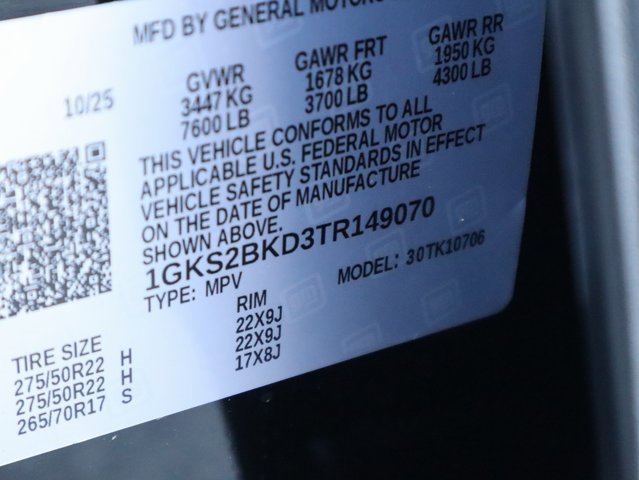 MFD BY GENERAL MOTORS
10/25
GVWR
3447 KG
7600 LB
GAWR FRT
1678 KG
3700 LB
GAWR RR
1950 KG
4300 LB
THIS VEHICLE CONFORMS TO ALL
APPLICABLE U.S. FEDERAL MOTOR
VEHICLE SAFETY STANDARDS IN EFFECT
ON THE DATE OF MANUFACTURE
SHOWN ABOVE.
1GKS2BKD3TR149070
TYPE: MPV
MODEL: 30TK10706
TIRE SIZE
275/50R22 H
275/50R22 H
265/70R17 S
RIM
22X9J
22X9J
17X8J